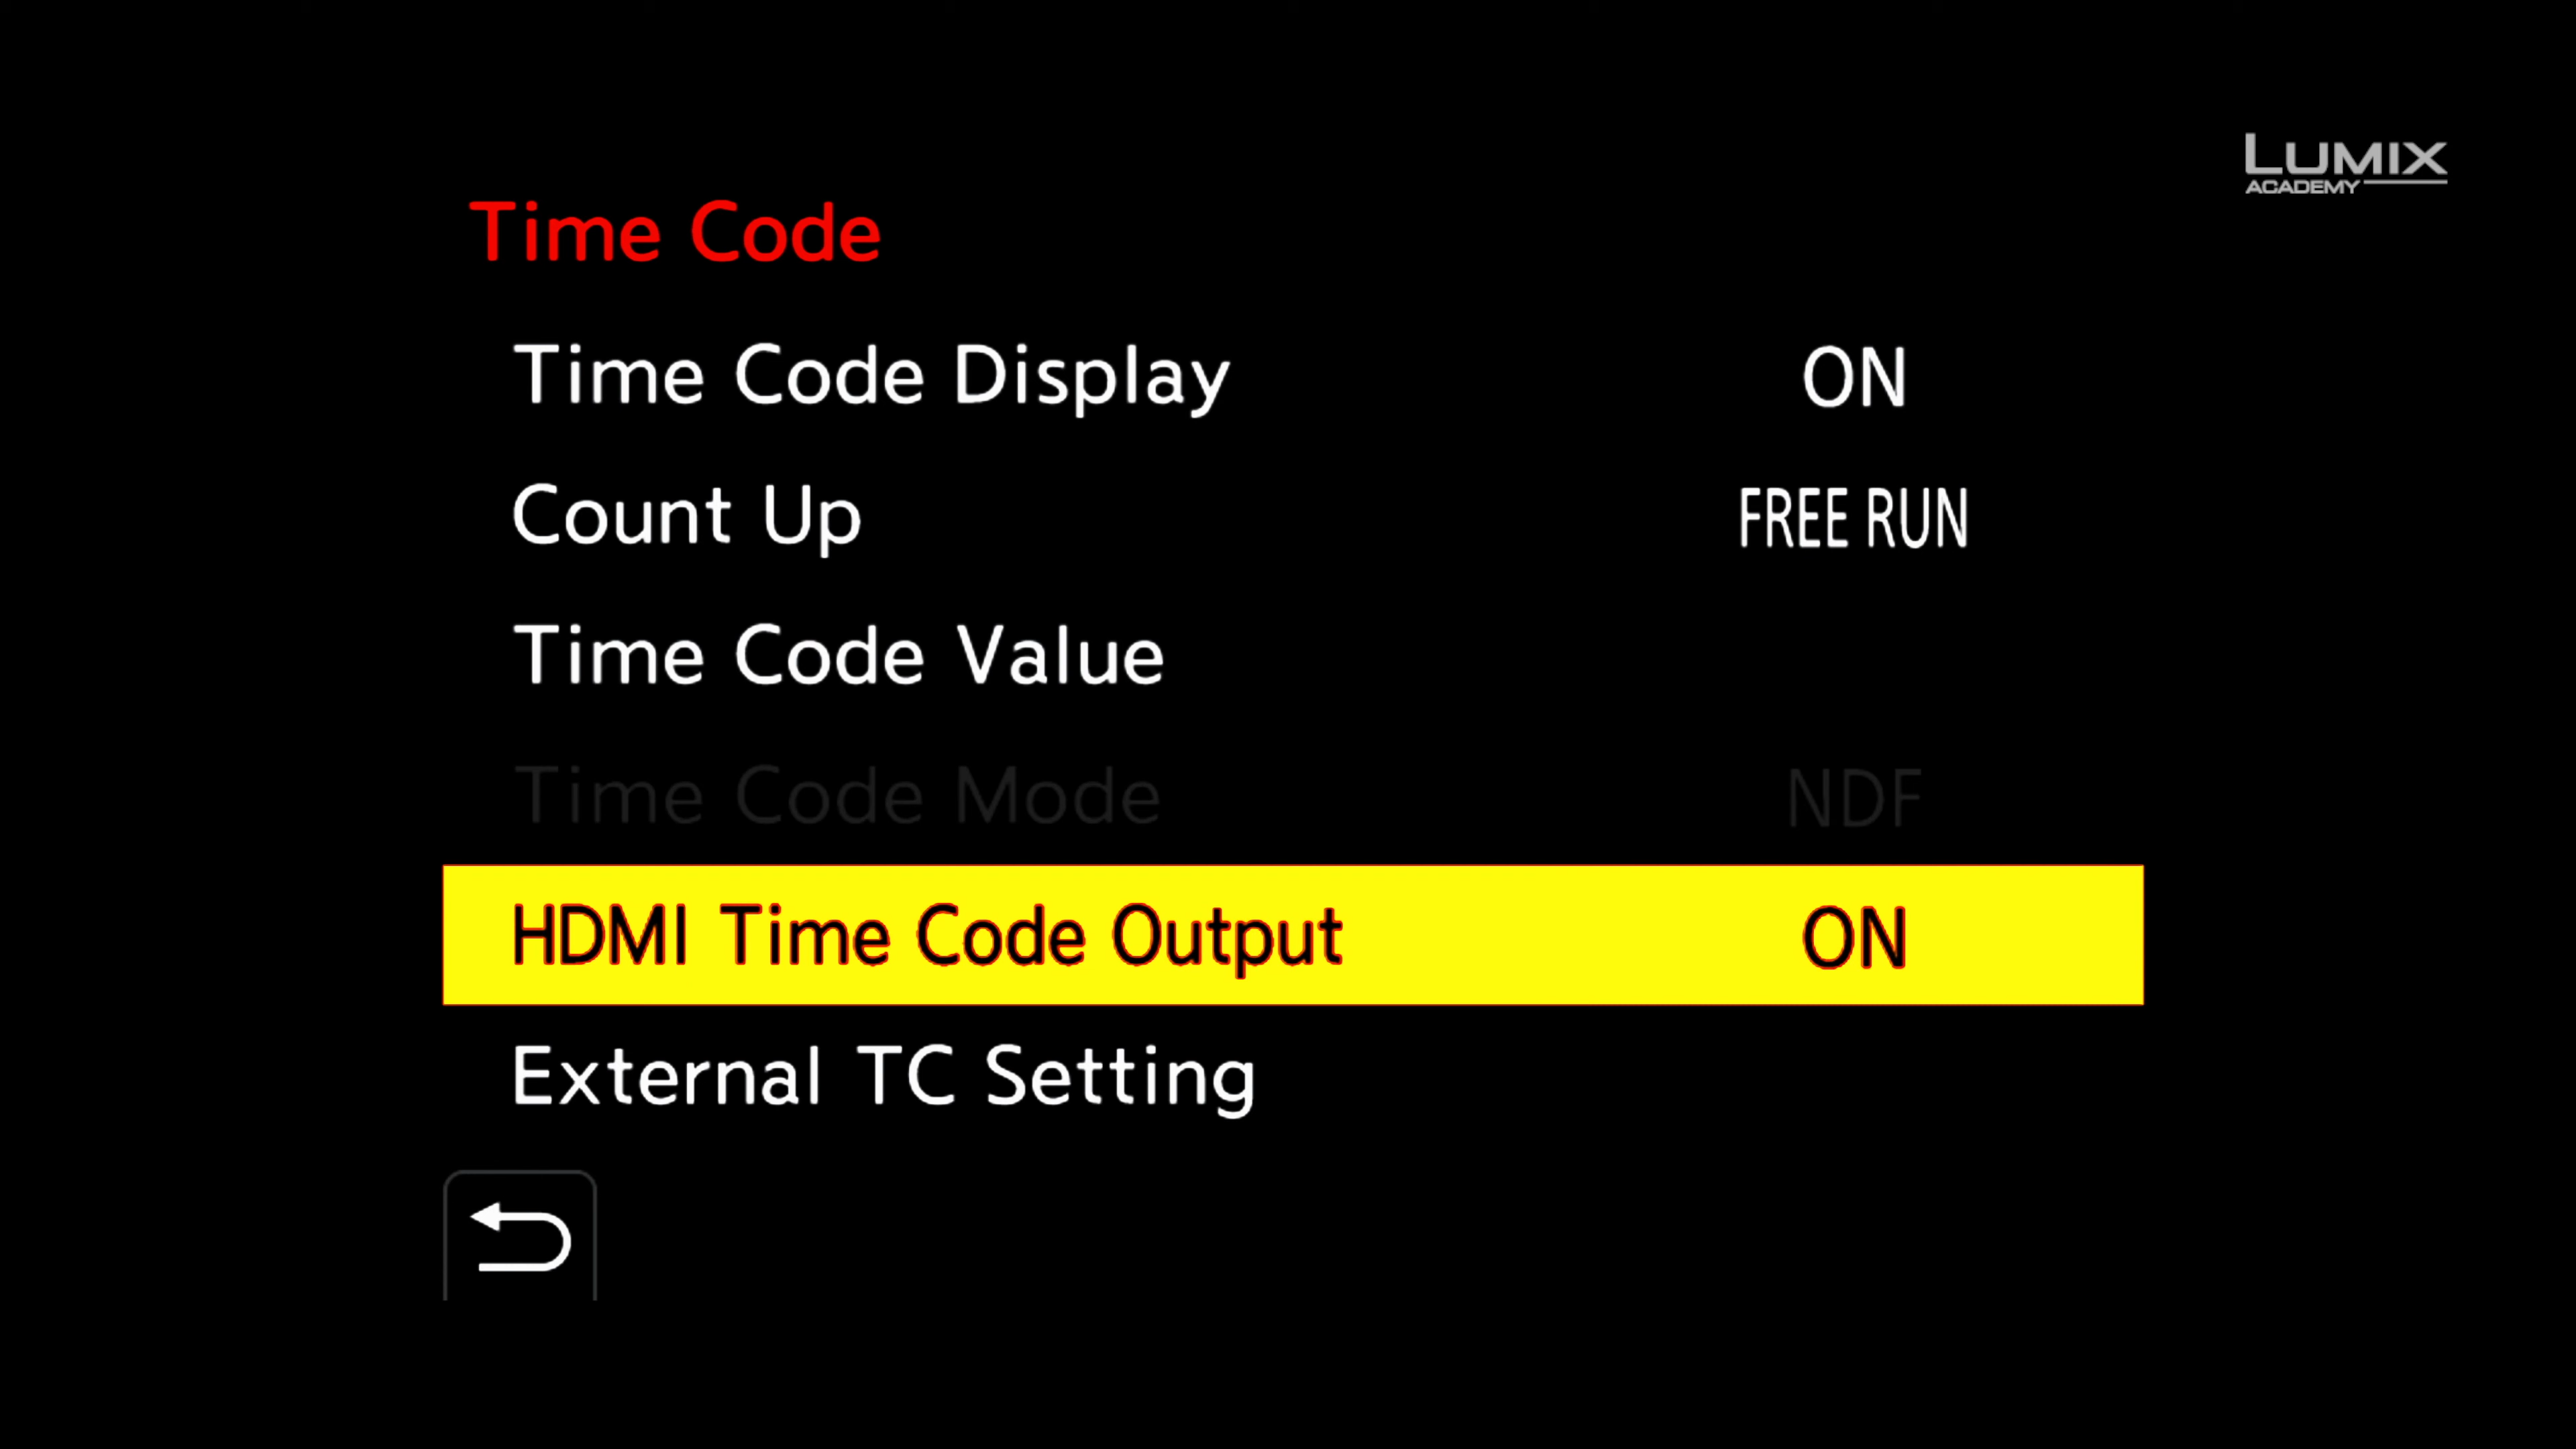 LUMIX
ACADEMY
Time Code
Time Code Display ON
Count Up FREE RUN
Time Code Value
Time Code Mode NDF
HDMI Time Code Output ON
External TC Setting